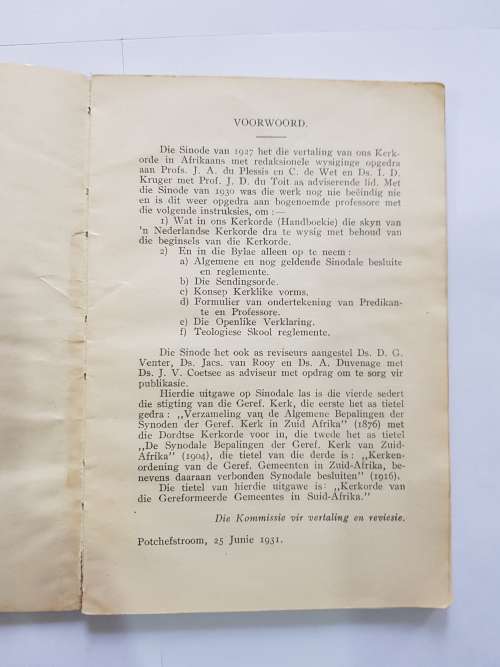 VOORWOORD.
Die Sinode van 1927 het die vertaling van ons Kerk-
orde in Afrikaans met redaksionele wysiginge opgedra
aan Profs. J. A. du Plessis en C. de Wet en Ds. I. D.
Kruger met Prof. J. D. du Toit as adviserende lid. Met
die Sinode van 1930 was die werk nog nie beëindig nie
en is dit weer opgedra aan bogenoemde professore met
die volgende instruksies, om :—
1) Wat in ons Kerkorde (Handboekie) die skyn van
'n Nederlandse Kerkorde dra te wysig met behoud van
die beginsels van die Kerkorde.
2) En in die Bylae alleen op te neem :
a) Algemene en nog geldende Sinodale besluite
en reglemente.
b) Die Sendingsorde.
c) Konsep Kerklike vorms.
d) Formulier van ondertekening van Predikan-
te en Professore.
e) Die Openlike Verklaring.
f) Teologiese Skool reglemente.
Die Sinode het ook as reviseurs aangestel Ds. D. G.
Venter, Ds. Jacs. van Rooy en Ds. A. Duvenage met
Ds. J. V. Coetsee as adviseur met opdrag om te sorg vir
publikasie.
Hierdie uitgawe op Sinodale las is die vierde sedert
die stigting van die Geref. Kerk, die eerste het as tietel
gedra : ,,Verzameling van de Algemene Bepalingen der
Synoden der Geref. Kerk in Zuid Afrika" (1876) met
die Dordtse Kerkorde voor in, die twede het as tietel
,,De Synodale Bepalingen der Geref. Kerk van Zuid-
Afrika" (1904), die tietel van die derde is : ,,Kerken-
ordening van de Geref. Gemeenten in Zuid-Afrika, be-
nevens daaraan verbonden Synodale besluiten" (1916).
Die tietel van hierdie uitgawe is: ,,Kerkorde van
die Gereformeerde Gemeentes in Suid-Afrika."
Die Kommissie vir vertaling en reviesie.
Potchefstroom, 25 Junie 1931.